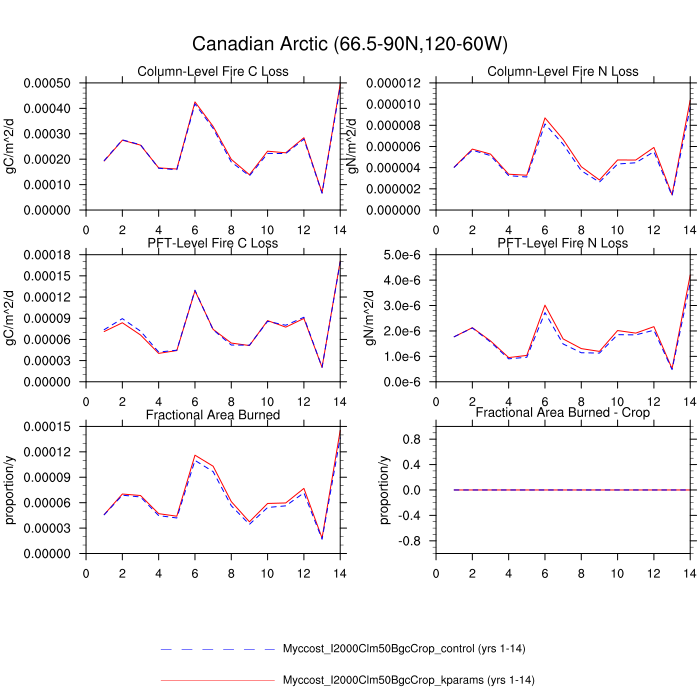 Canadian Arctic (66.5-90N,120-60W)
Column-Level Fire C Loss
gC/m^2/d
0.00050
0.00040
0.00030
0.00020
0.00010
0.00000
0 2 4 6 8 10 12 14
Column-Level Fire N Loss
gN/m^2/d
0.000012
0.000010
0.000008
0.000006
0.000004
0.000002
0.000000
0 2 4 6 8 10 12 14
PFT-Level Fire C Loss
gC/m^2/d
0.00018
0.00015
0.00012
0.00009
0.00006
0.00003
0.00000
0 2 4 6 8 10 12 14
PFT-Level Fire N Loss
gN/m^2/d
5.0e-6
4.0e-6
3.0e-6
2.0e-6
1.0e-6
0.0e-6
0 2 4 6 8 10 12 14
Fractional Area Burned
proportion/y
0.00015
0.00012
0.00009
0.00006
0.00003
0.00000
0 2 4 6 8 10 12 14
Fractional Area Burned - Crop
proportion/y
0.8
0.4
0.0
-0.4
-0.8
0 2 4 6 8 10 12 14
Myccost_I2000Clm50BgcCrop_control (yrs 1-14)
Myccost_I2000Clm50BgcCrop_kparams (yrs 1-14)